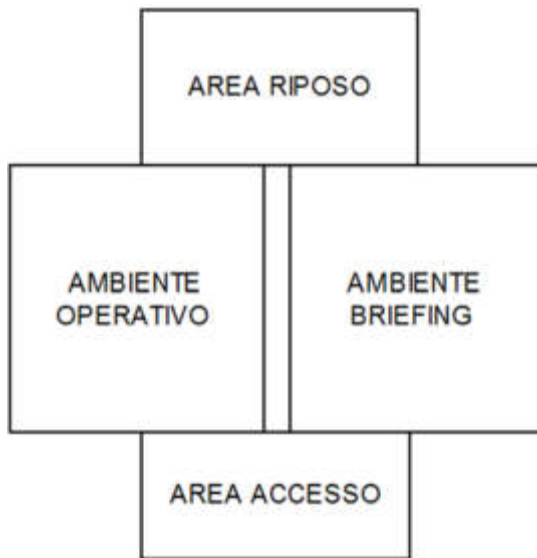 AREA RIPOSO
AMBIENTE
OPERATIVO
AMBIENTE
BRIEFING
AREA ACCESSO